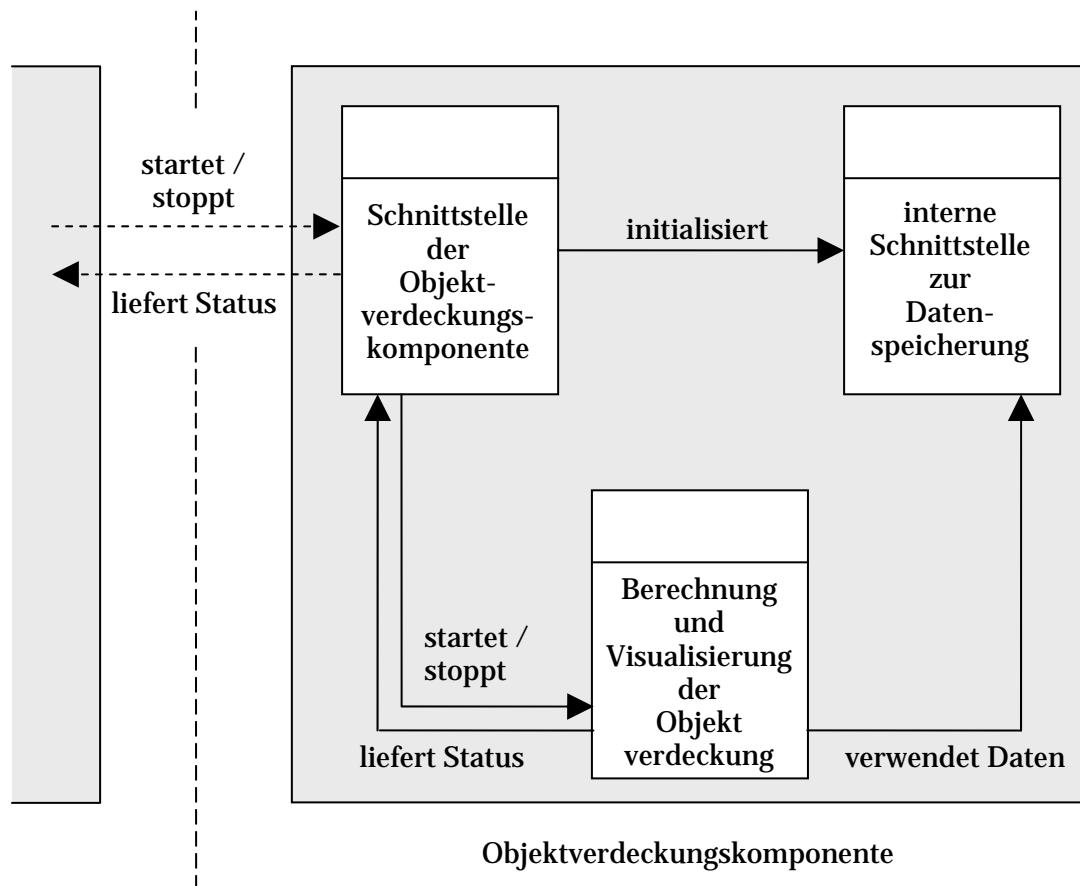 startet /
stoppt
liefert Status
Schnittstelle
der
Objekt-
verdeckungs-
komponente
initialisiert
interne
Schnittstelle
zur
Daten-
speicherung
startet /
stoppt
liefert Status
Berechnung
und
Visualisierung
der
Objekt
verdeckung
verwendet Daten
Objektverdeckungskomponente